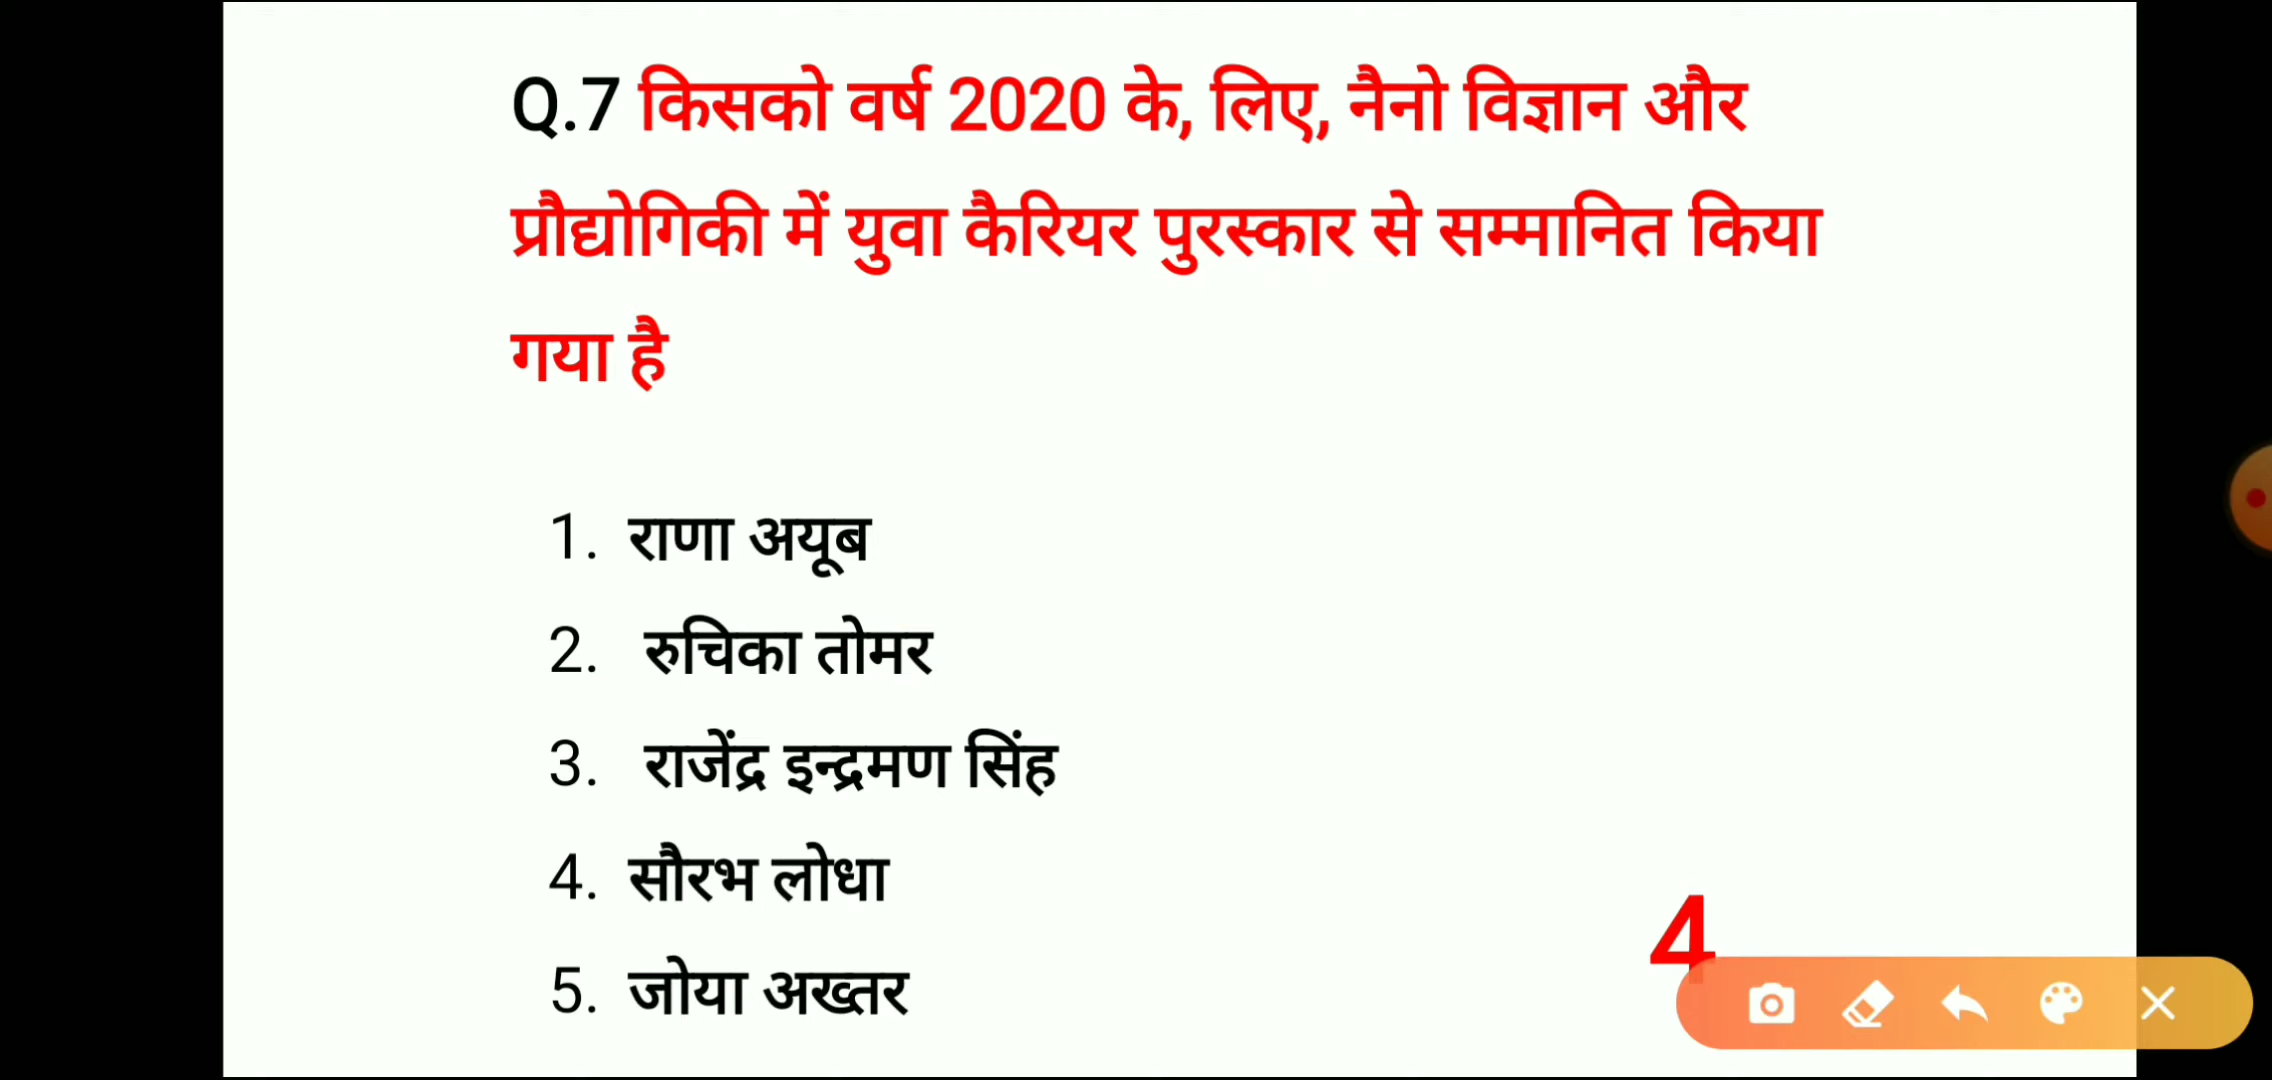 Q.7 किसको वर्ष 2020 के, लिए, नैनो विज्ञान और
प्रौद्योगिकी में युवा कैरियर पुरस्कार से सम्मानित किया
गया है
1. राणा अयूब
2. रुचिका तोमर
3. राजेंद्र इन्द्रमण सिंह
4. सौरभ लोधा
5. जोया अख्तर
4